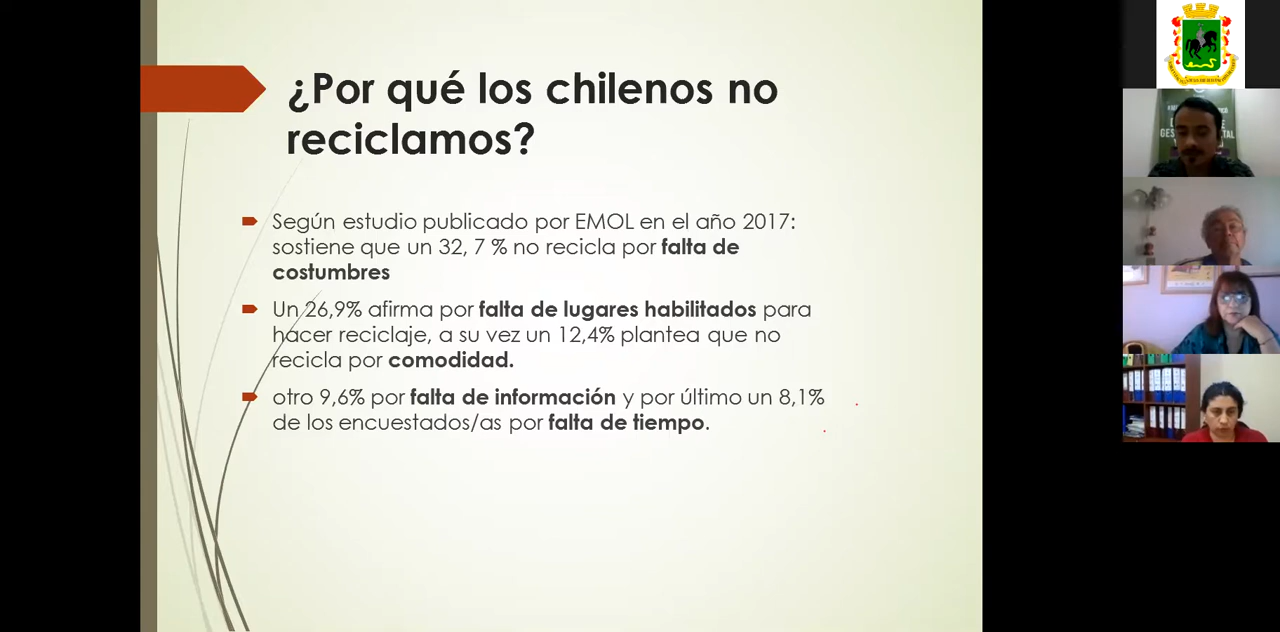 ¿Por qué los chilenos no
reciclamos?
Según estudio publicado por EMOL en el año 2017:
sostiene que un 32, 7 % no recicla por falta de
costumbres
Un 26,9% afirma por falta de lugares habilitados para
hacer reciclaje, a su vez un 12,4% plantea que no
recicla por comodidad.
otro 9,6% por falta de información y por último un 8,1%
de los encuestados/as por falta de tiempo.